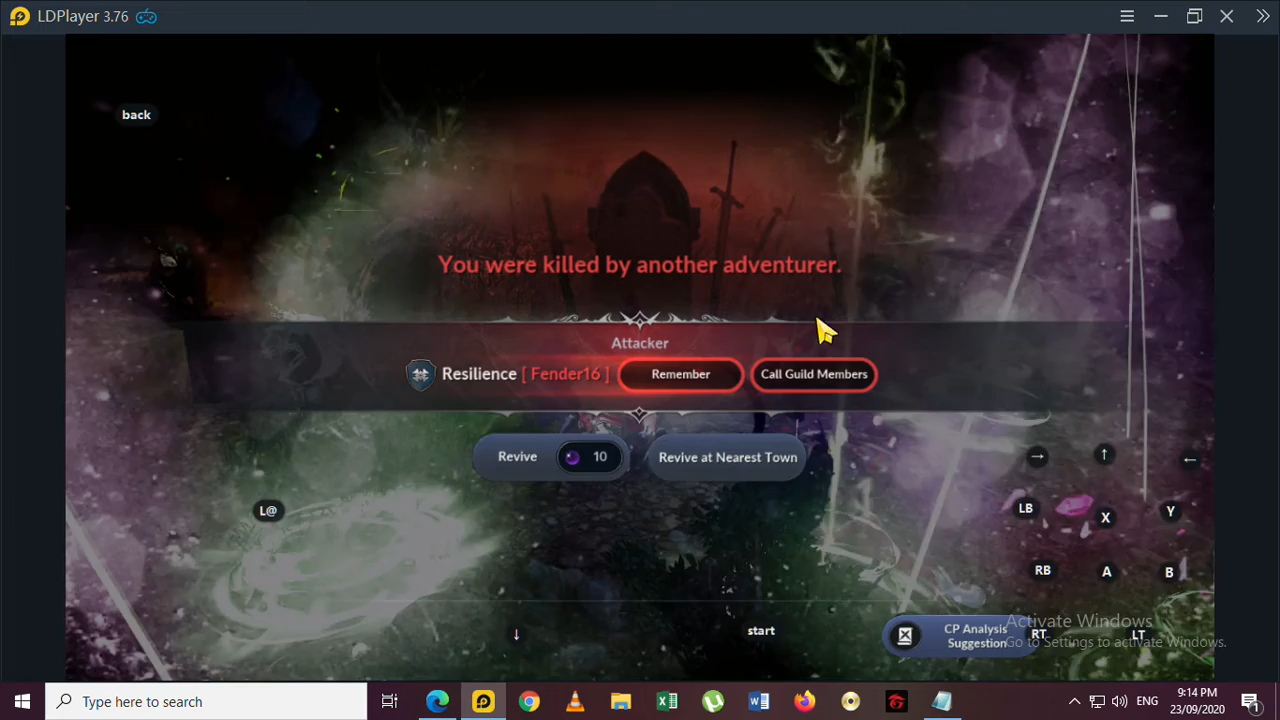 LDPlayer 3.76
back
You were killed by another adventurer.
Attacker
Resilience [ Fender16 ] Remember Call Guild Members
Revive 10 Revive at Nearest Town
→ ↑ ←
L@ LB X Y
RB A B
↓ start
CP Analysis
Suggestion
RT LT
Activate Windows
Go to Settings to activate Windows.
Type here to search
ENG
9:14 PM
23/09/2020
1